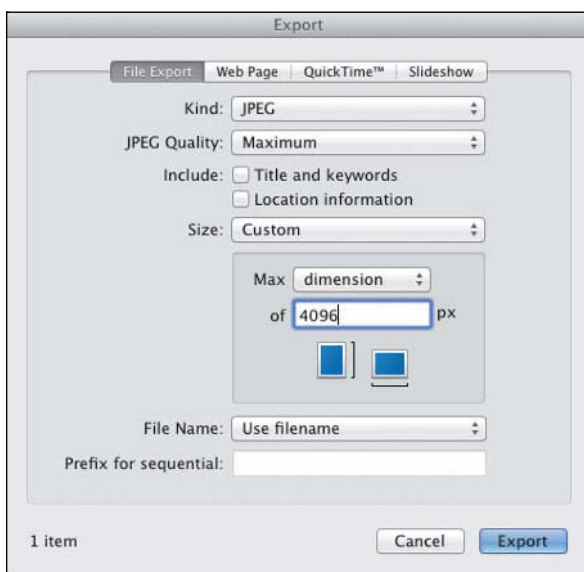 Export
File Export Web Page QuickTime™ Slideshow
Kind: JPEG
JPEG Quality: Maximum
Include: Title and keywords
Location information
Size: Custom
Max dimension
of 4096 px
File Name: Use filename
Prefix for sequential:
1 item Cancel Export